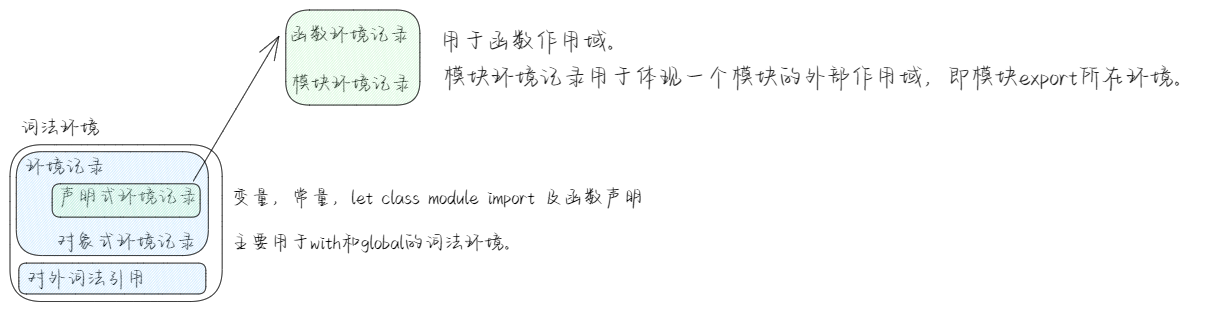 函数环境记录 用于函数作用域。
模块环境记录 模块环境记录用于体现一个模块的外部作用域，即模块export所在环境。
词法环境
环境记录
声明式环境记录 变量，常量，let class module import 及函数声明
对象式环境记录 主要用于with和global的词法环境。
对外词法引用